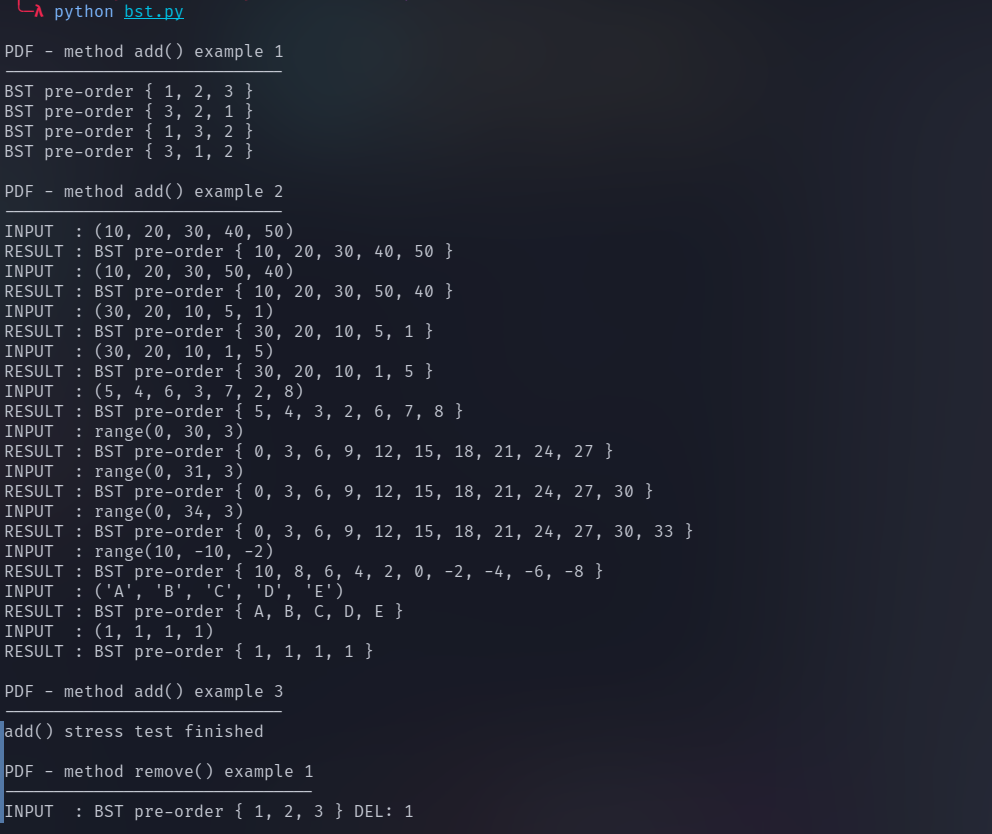 λ python bst.py
PDF - method add() example 1
----------------------------
BST pre-order { 1, 2, 3 }
BST pre-order { 3, 2, 1 }
BST pre-order { 1, 3, 2 }
BST pre-order { 3, 1, 2 }
PDF - method add() example 2
----------------------------
INPUT  : (10, 20, 30, 40, 50)
RESULT : BST pre-order { 10, 20, 30, 40, 50 }
INPUT  : (10, 20, 30, 50, 40)
RESULT : BST pre-order { 10, 20, 30, 50, 40 }
INPUT  : (30, 20, 10, 5, 1)
RESULT : BST pre-order { 30, 20, 10, 5, 1 }
INPUT  : (30, 20, 10, 1, 5)
RESULT : BST pre-order { 30, 20, 10, 1, 5 }
INPUT  : (5, 4, 6, 3, 7, 2, 8)
RESULT : BST pre-order { 5, 4, 3, 2, 6, 7, 8 }
INPUT  : range(0, 30, 3)
RESULT : BST pre-order { 0, 3, 6, 9, 12, 15, 18, 21, 24, 27 }
INPUT  : range(0, 31, 3)
RESULT : BST pre-order { 0, 3, 6, 9, 12, 15, 18, 21, 24, 27, 30 }
INPUT  : range(0, 34, 3)
RESULT : BST pre-order { 0, 3, 6, 9, 12, 15, 18, 21, 24, 27, 30, 33 }
INPUT  : range(10, -10, -2)
RESULT : BST pre-order { 10, 8, 6, 4, 2, 0, -2, -4, -6, -8 }
INPUT  : ('A', 'B', 'C', 'D', 'E')
RESULT : BST pre-order { A, B, C, D, E }
INPUT  : (1, 1, 1, 1)
RESULT : BST pre-order { 1, 1, 1, 1 }
PDF - method add() example 3
----------------------------
add() stress test finished
PDF - method remove() example 1
-------------------------------
INPUT  : BST pre-order { 1, 2, 3 } DEL: 1